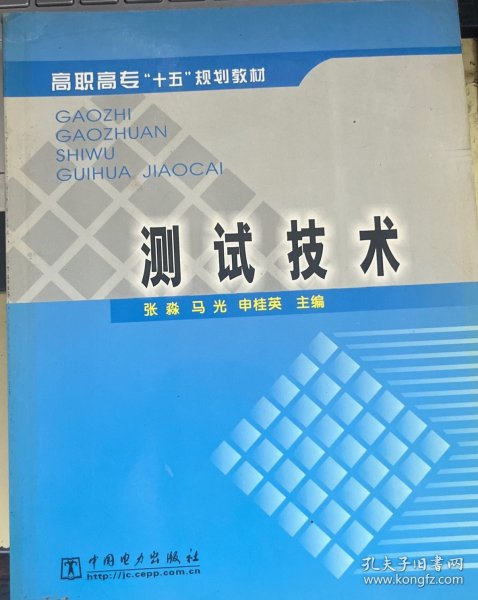 高职高专“十五”规划教材
GAOZHI
GAOZHUAN
SHIWU
GUIHUA JIAOCAI
测试技术
张淼 马光 申桂英 主编
中国电力出版社
http://jc.cepp.com.cn
孔夫子旧书网
www.kongfz.com